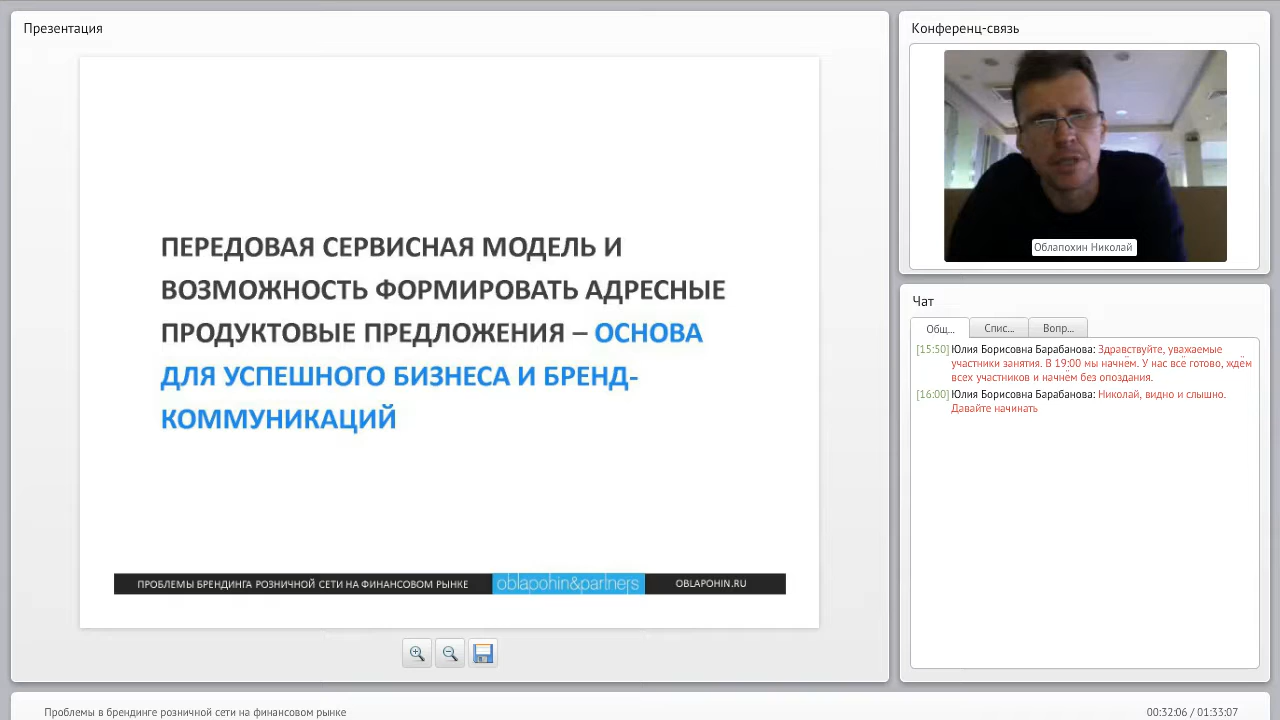 Презентация
ПЕРЕДОВАЯ СЕРВИСНАЯ МОДЕЛЬ И
ВОЗМОЖНОСТЬ ФОРМИРОВАТЬ АДРЕСНЫЕ
ПРОДУКТОВЫЕ ПРЕДЛОЖЕНИЯ – ОСНОВА
ДЛЯ УСПЕШНОГО БИЗНЕСА И БРЕНД-
КОММУНИКАЦИЙ
ПРОБЛЕМЫ БРЕНДИНГА РОЗНИЧНОЙ СЕТИ НА ФИНАНСОВОМ РЫНКЕ
oblapohin&partners
OBLAPOHIN.RU
Конференц-связь
Облапохин Николай
Чат
Общ...
Спис...
Вопр...
[15:50] Юлия Борисовна Барабанова: Здравствуйте, уважаемые
участники занятия. В 19:00 мы начнём. У нас всё готово, ждём
всех участников и начнём без опоздания.
[16:00] Юлия Борисовна Барабанова: Николай, видно и слышно.
Давайте начинать
Проблемы в брендинге розничной сети на финансовом рынке
00:32:06 / 01:33:07